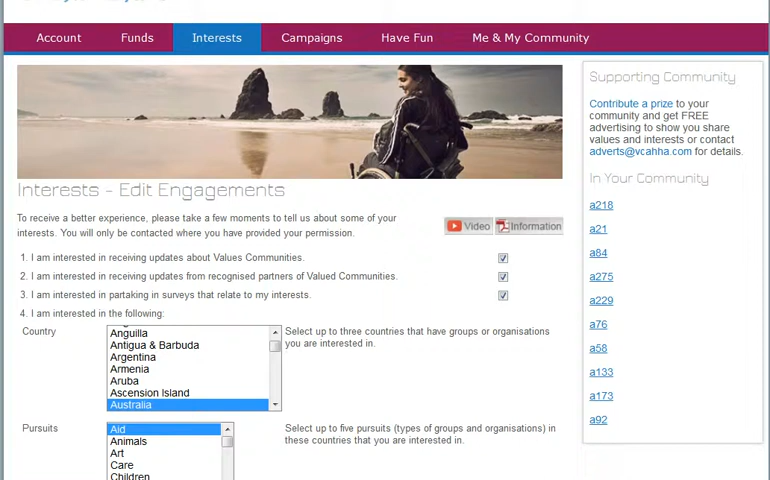 Account Funds Interests Campaigns Have Fun Me & My Community
Interests - Edit Engagements
To receive a better experience, please take a few moments to tell us about some of your
interests. You will only be contacted where you have provided your permission.
Video Information
1. I am interested in receiving updates about Values Communities.
2. I am interested in receiving updates from recognised partners of Valued Communities.
3. I am interested in partaking in surveys that relate to my interests.
4. I am interested in the following:
Country
Anguilla
Antigua & Barbuda
Argentina
Armenia
Aruba
Ascension Island
Australia
Select up to three countries that have groups or organisations
you are interested in.
Pursuits
Aid
Animals
Art
Care
Children
Select up to five pursuits (types of groups and organisations) in
these countries that you are interested in.
Supporting Community
Contribute a prize to your
community and get FREE
advertising to show you share
values and interests or contact
adverts@vcahha.com for details.
In Your Community
a218
a21
a84
a275
a229
a76
a58
a133
a173
a92